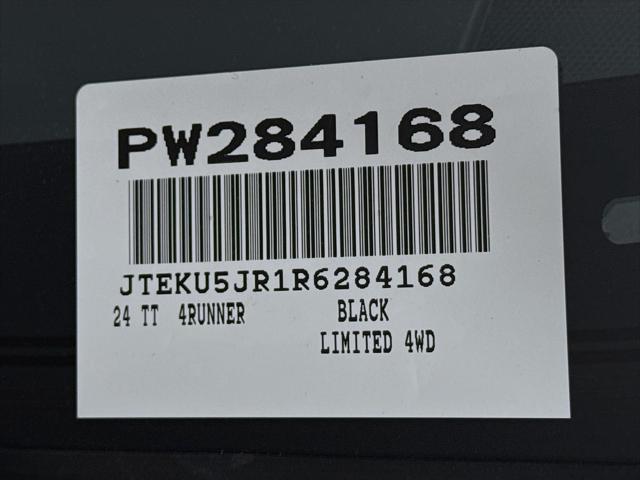 PW284168
JTEKU5JR1R6284168
24 TT 4RUNNER BLACK
LIMITED 4WD